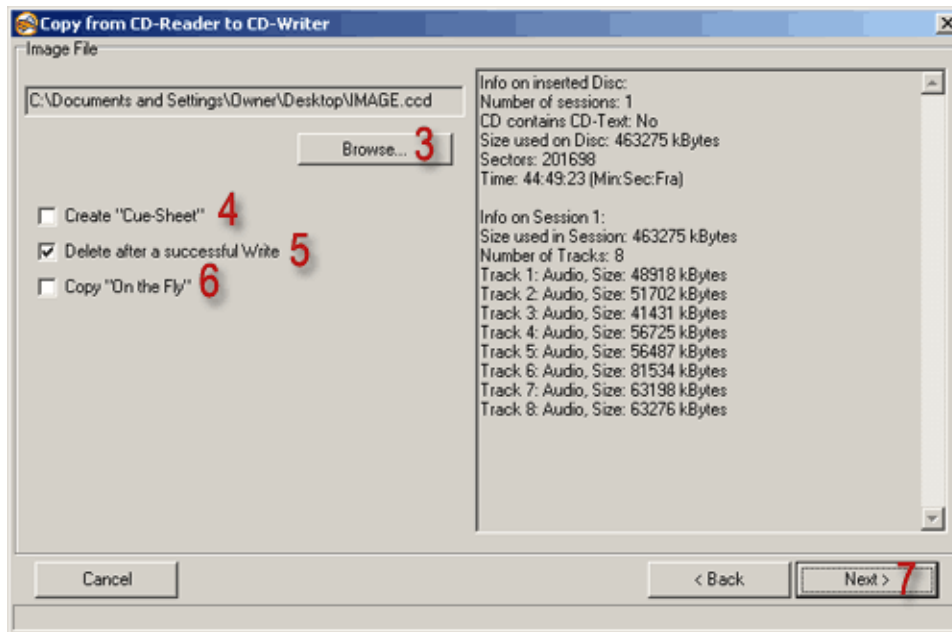 Copy from CD-Reader to CD-Writer
Image File
C:\Documents and Settings\Owner\Desktop\IMAGE.ccd
Browse... 3
Create "Cue-Sheet" 4
Delete after a successful Write 5
Copy "On the Fly" 6
Info on inserted Disc:
Number of sessions: 1
CD contains CD-Text: No
Size used on Disc: 463275 kBytes
Sectors: 201698
Time: 44:49:23 (Min:Sec:Fra)
Info on Session 1:
Size used in Session: 463275 kBytes
Number of Tracks: 8
Track 1: Audio, Size: 48918 kBytes
Track 2: Audio, Size: 51702 kBytes
Track 3: Audio, Size: 41431 kBytes
Track 4: Audio, Size: 56725 kBytes
Track 5: Audio, Size: 56487 kBytes
Track 6: Audio, Size: 81534 kBytes
Track 7: Audio, Size: 63198 kBytes
Track 8: Audio, Size: 63276 kBytes
Cancel
< Back
Next > 7